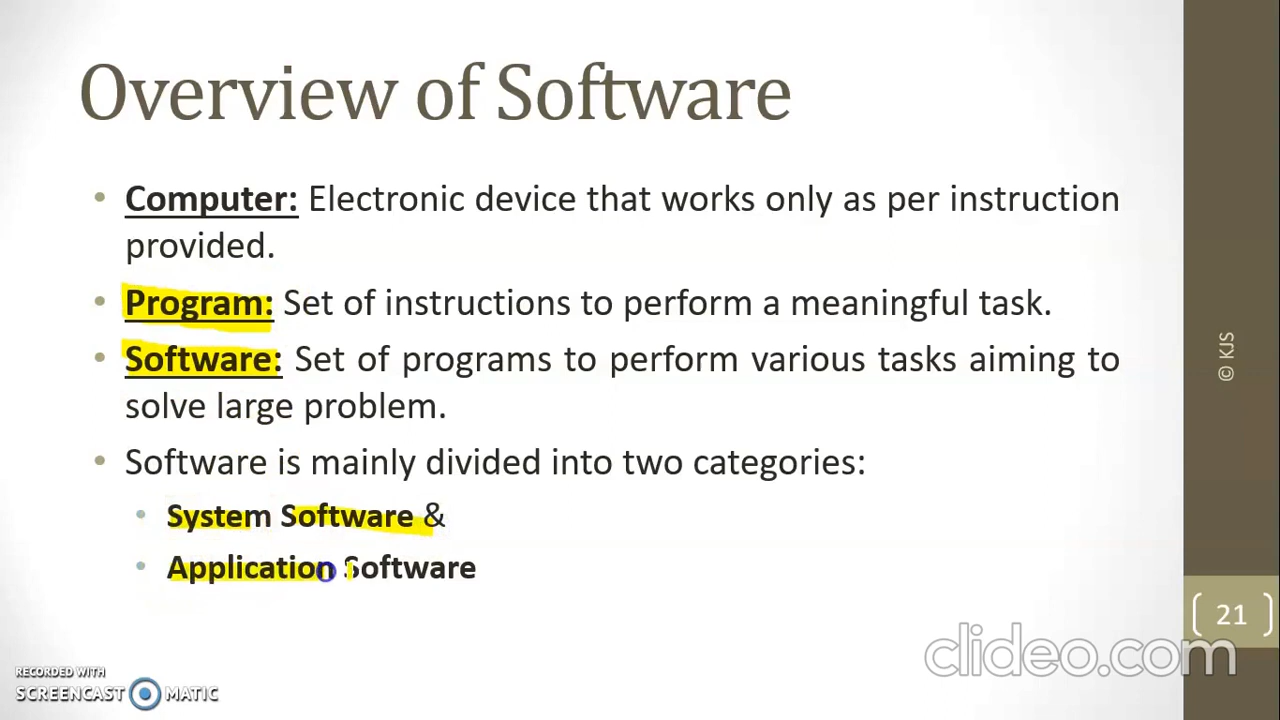 Overview of Software
• Computer: Electronic device that works only as per instruction
provided.
• Program: Set of instructions to perform a meaningful task.
• Software: Set of programs to perform various tasks aiming to
solve large problem.
• Software is mainly divided into two categories:
• System Software &
• Application Software
© KJS
21
clideo.com
RECORDED WITH
SCREENCAST MATIC